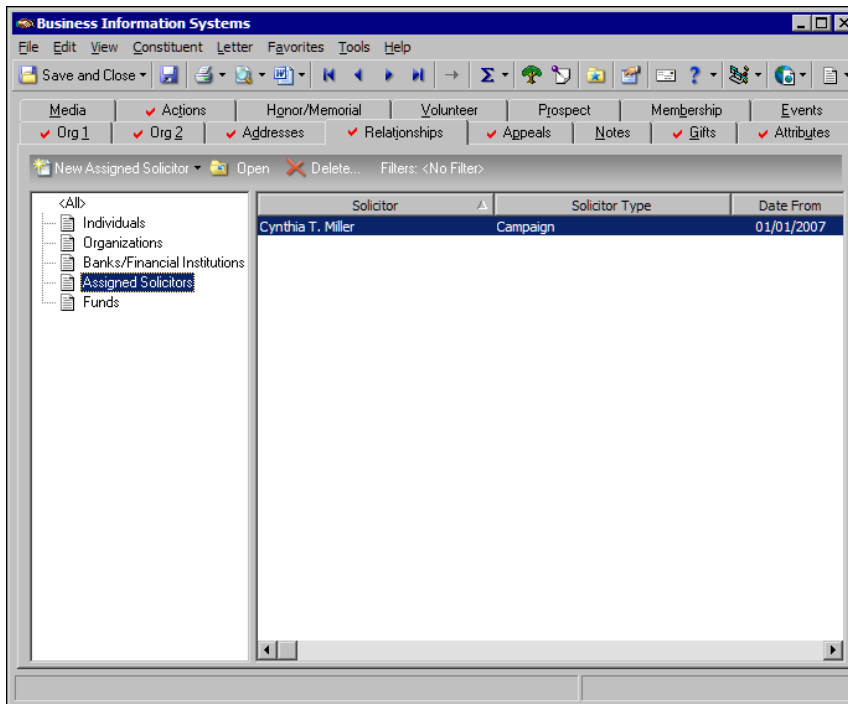 Business Information Systems
File Edit View Constituent Letter Favorites Tools Help
Save and Close
Media Actions Honor/Memorial Volunteer Prospect Membership Events
Org 1 Org 2 Addresses Relationships Appeals Notes Gifts Attributes
New Assigned Solicitor Open Delete... Filters: <No Filter>
<All>
Individuals
Organizations
Banks/Financial Institutions
Assigned Solicitors
Funds
Solicitor Solicitor Type Date From
Cynthia T. Miller Campaign 01/01/2007